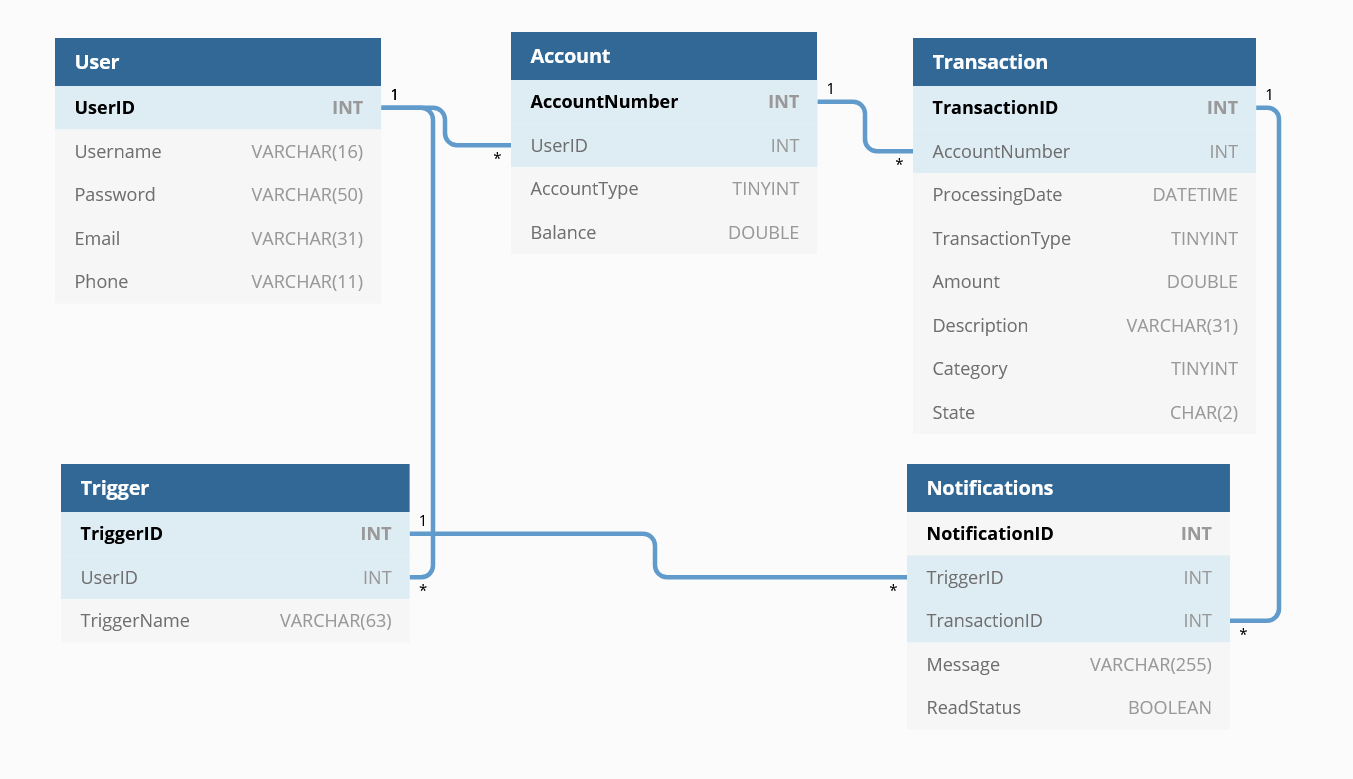 User
1
UserID INT
Username VARCHAR(16)
Password VARCHAR(50)
Email VARCHAR(31)
Phone VARCHAR(11)
Account
1
AccountNumber INT
*
UserID INT
AccountType TINYINT
Balance DOUBLE
Transaction
1
TransactionID INT
*
AccountNumber INT
ProcessingDate DATETIME
TransactionType TINYINT
Amount DOUBLE
Description VARCHAR(31)
Category TINYINT
State CHAR(2)
Trigger
1
TriggerID INT
UserID INT
*
TriggerName VARCHAR(63)
Notifications
NotificationID INT
*
TriggerID INT
TransactionID INT
*
Message VARCHAR(255)
ReadStatus BOOLEAN